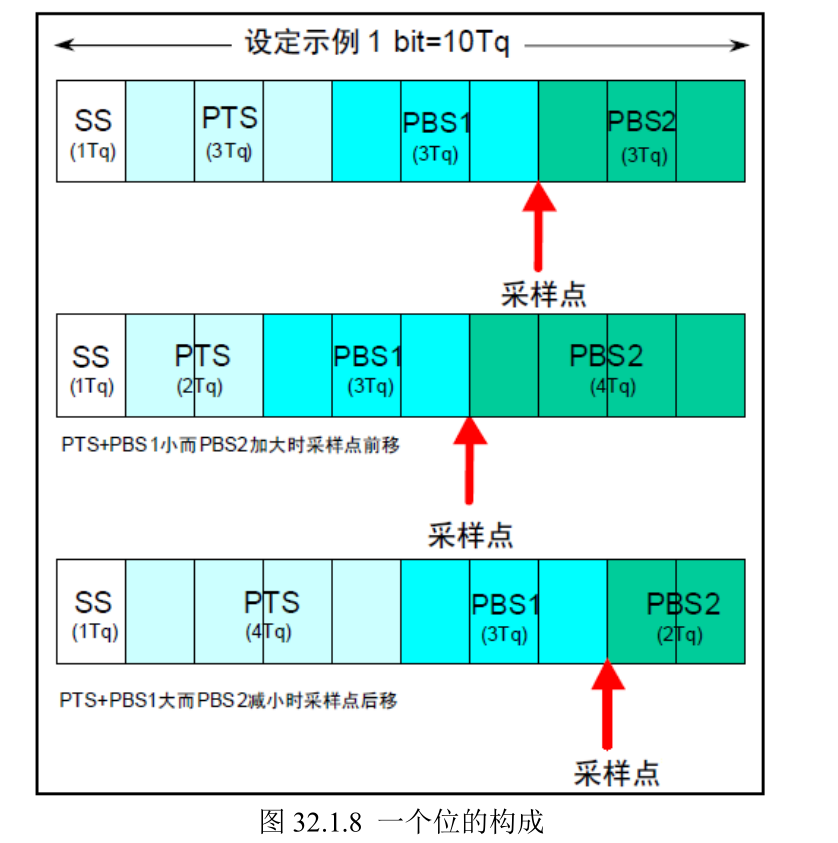 设定示例 1 bit=10Tq
SS PTS PBS1 PBS2
(1Tq) (3Tq) (3Tq) (3Tq)
采样点
SS PTS PBS1 PBS2
(1Tq) (2Tq) (3Tq) (4Tq)
PTS+PBS1小而PBS2加大时采样点前移
采样点
SS PTS PBS1 PBS2
(1Tq) (4Tq) (3Tq) (2Tq)
PTS+PBS1大而PBS2减小时采样点后移
采样点
图 32.1.8 一个位的构成